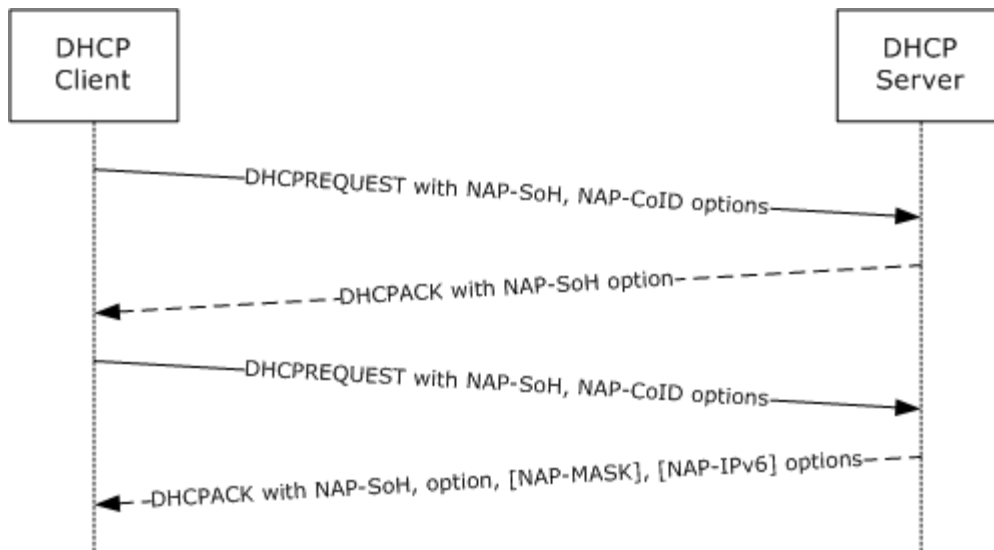 DHCP
Client
DHCP
Server
DHCPREQUEST with NAP-SoH, NAP-CoID options
DHCPACK with NAP-SoH option
DHCPREQUEST with NAP-SoH, NAP-CoID options
DHCPACK with NAP-SoH, option, [NAP-MASK], [NAP-IPv6] options